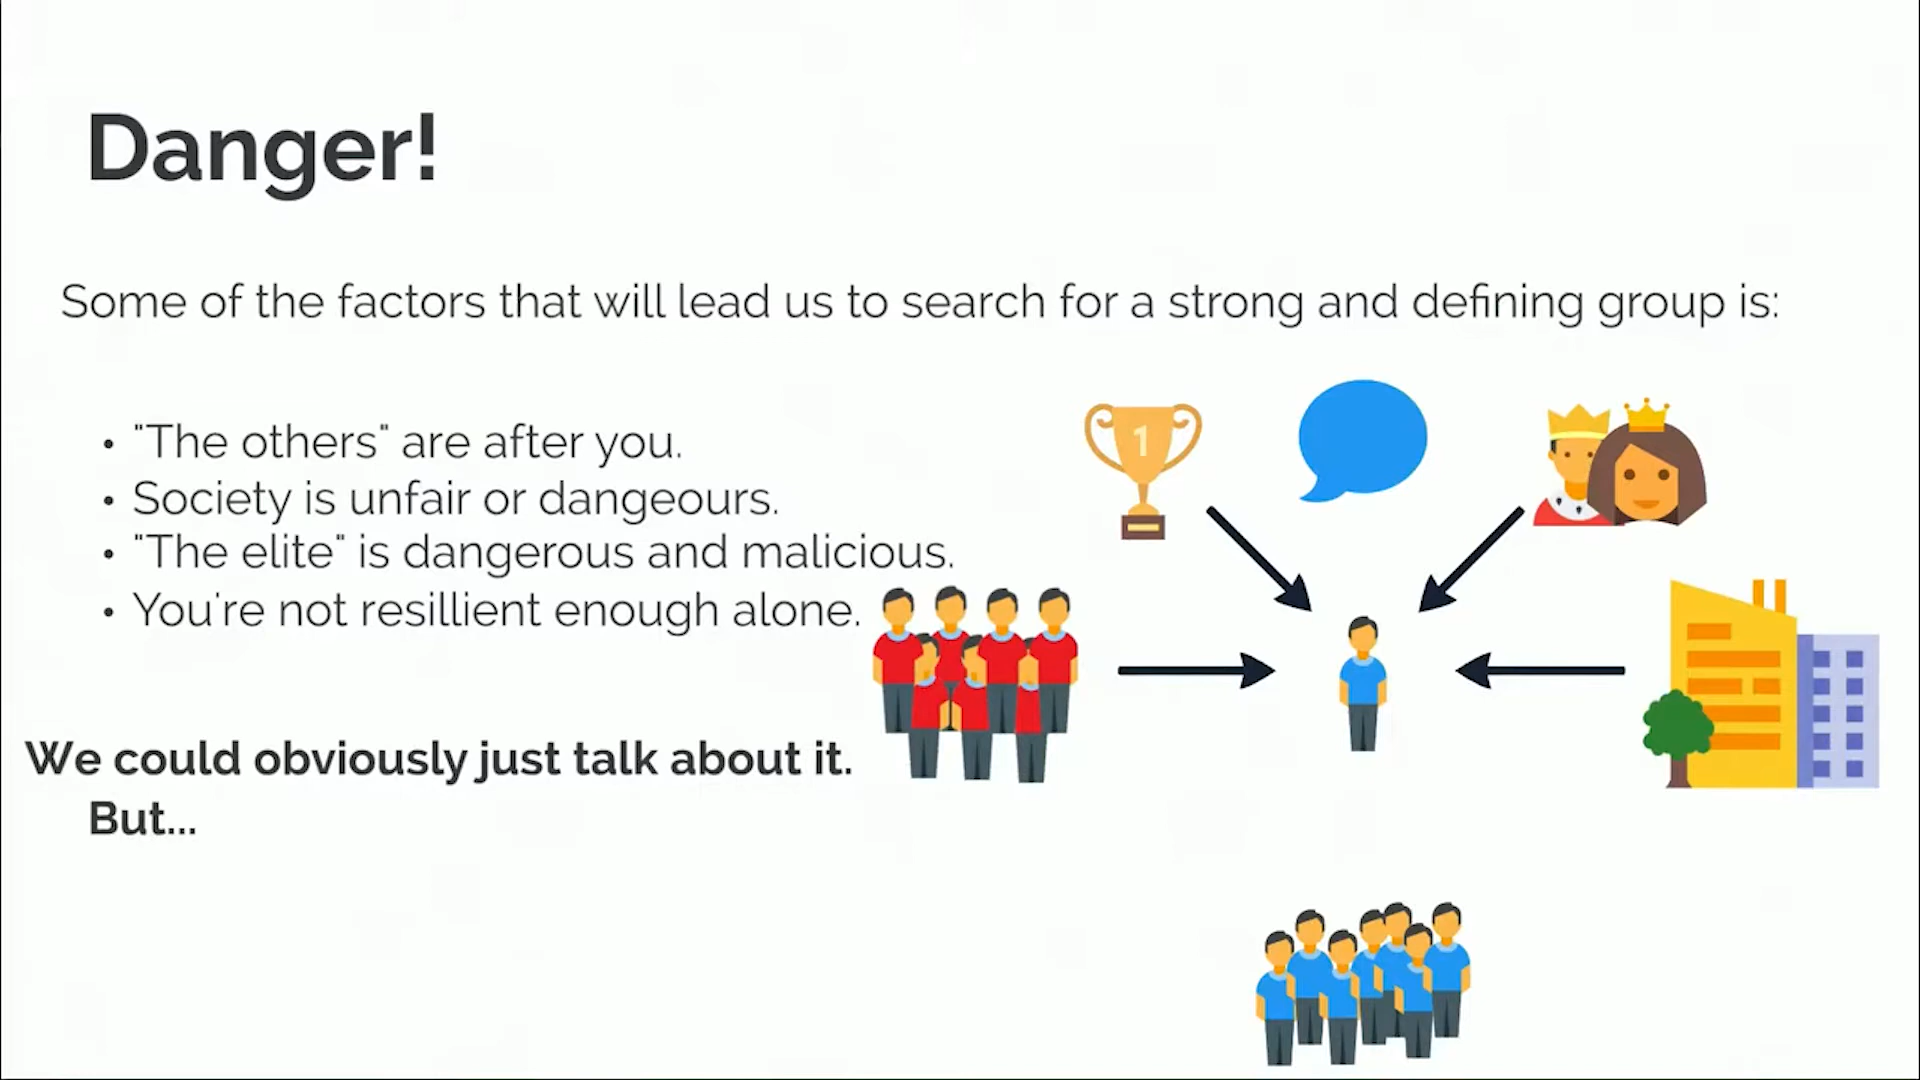 Danger!
Some of the factors that will lead us to search for a strong and defining group is:
• "The others" are after you.
• Society is unfair or dangeours.
• "The elite" is dangerous and malicious.
• You're not resillient enough alone.
We could obviously just talk about it.
But...
1